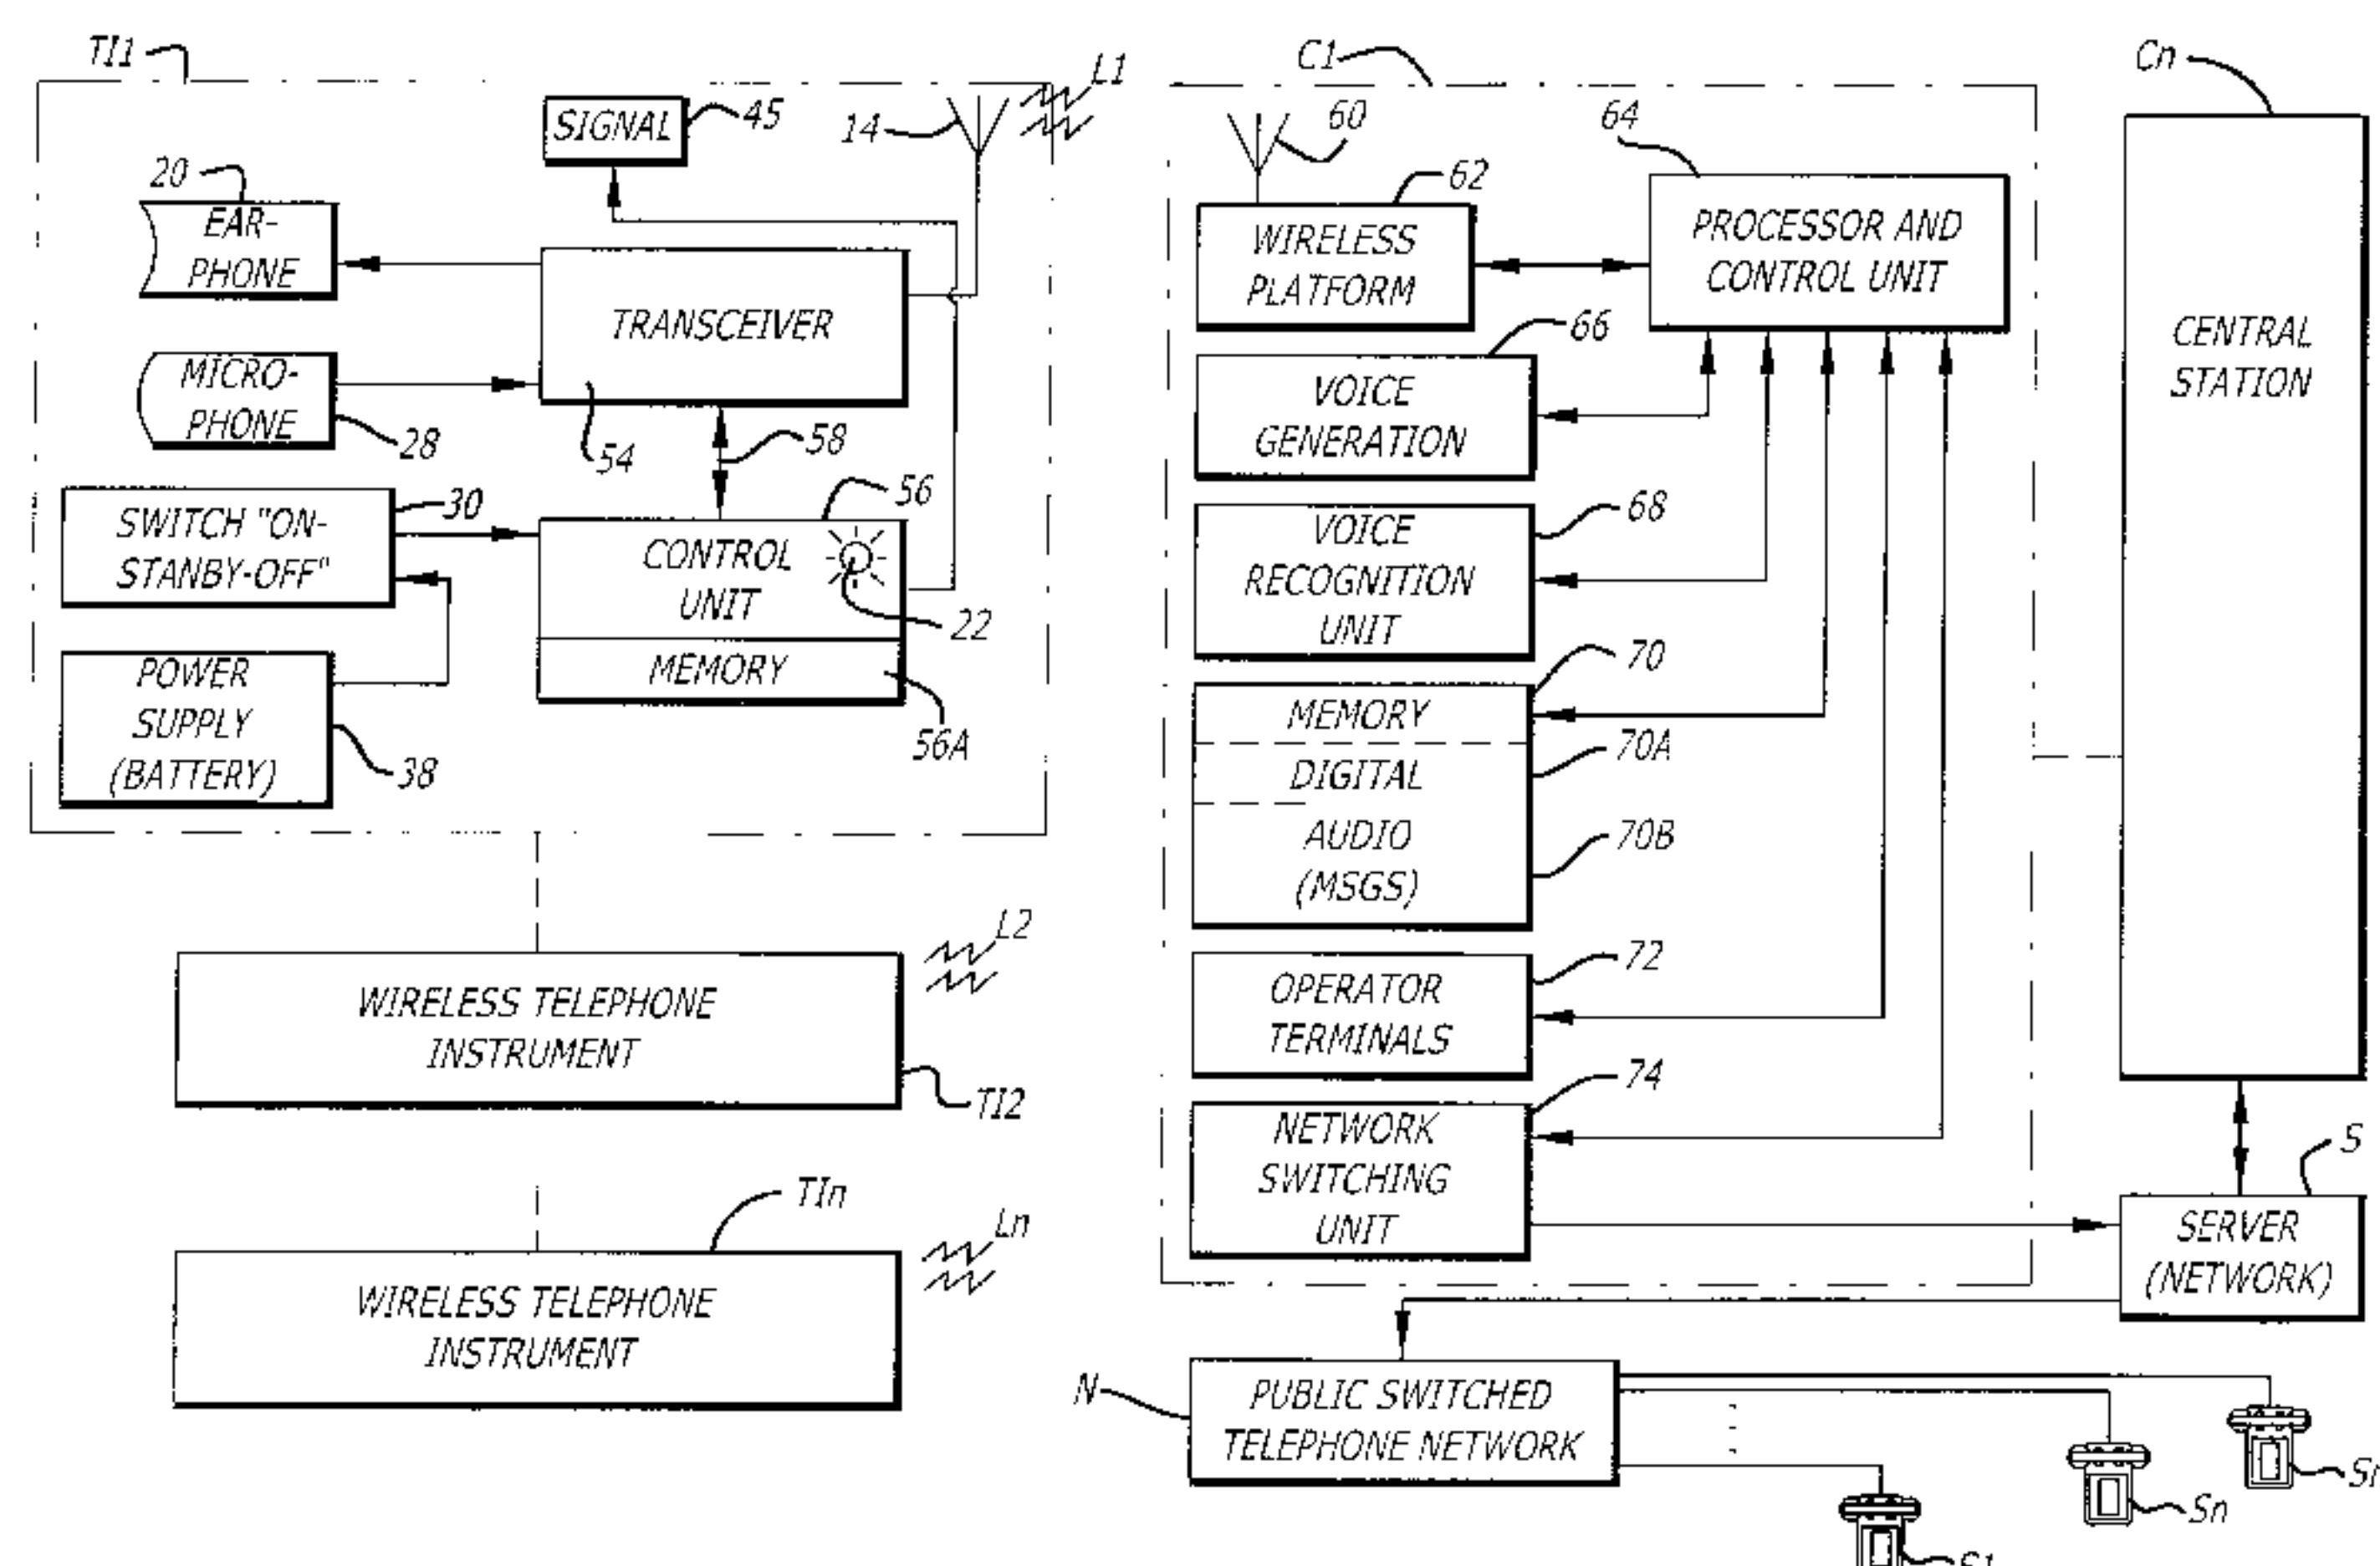 TI1
L1
C1
Cn
SIGNAL
45
14
60
64
20
EAR-
PHONE
62
WIRELESS
PLATFORM
PROCESSOR AND
CONTROL UNIT
TRANSCEIVER
CENTRAL
STATION
MICRO-
PHONE
28
54
58
66
VOICE
GENERATION
SWITCH "ON-
STANBY-OFF"
30
56
CONTROL
UNIT
22
MEMORY
56A
68
VOICE
RECOGNITION
UNIT
POWER
SUPPLY
(BATTERY)
38
70
MEMORY
70A
DIGITAL
70B
AUDIO
(MSGS)
L2
WIRELESS TELEPHONE
INSTRUMENT
TI2
72
OPERATOR
TERMINALS
74
NETWORK
SWITCHING
UNIT
S
SERVER
(NETWORK)
TIn
Ln
WIRELESS TELEPHONE
INSTRUMENT
N
PUBLIC SWITCHED
TELEPHONE NETWORK
Sn
S1